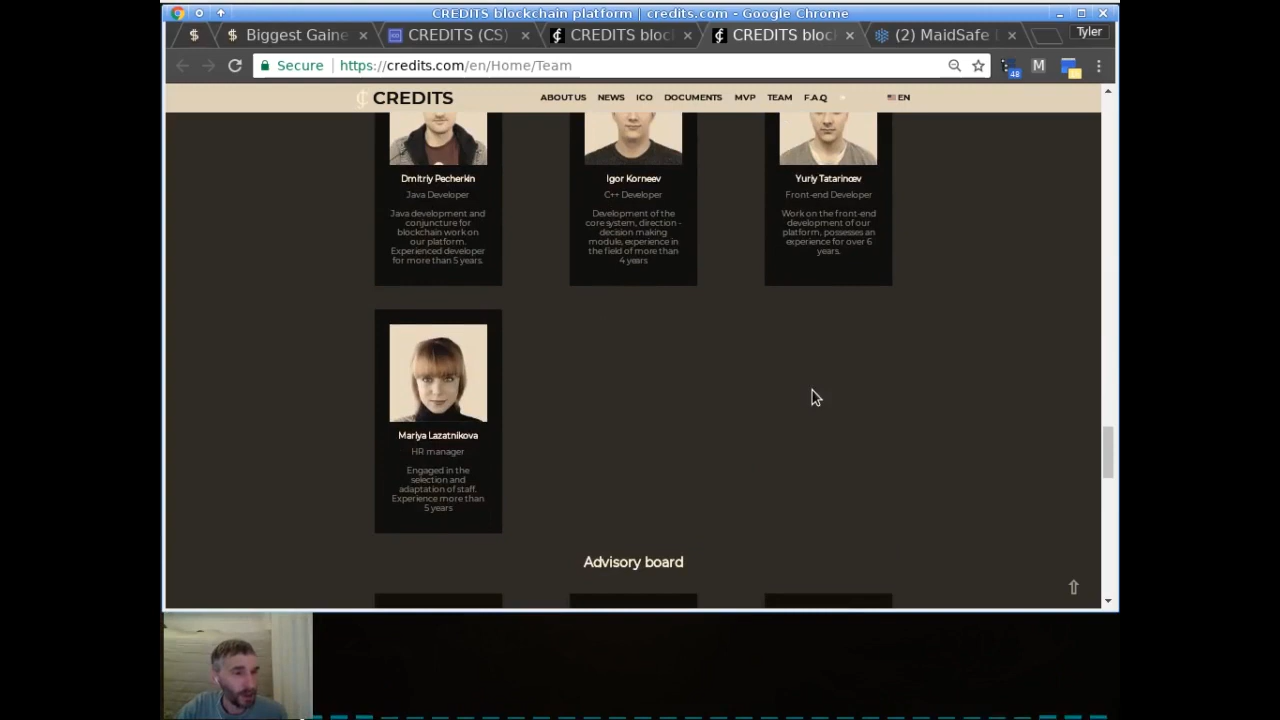 CREDITS blockchain platform | credits.com - Google Chrome
$
$ Biggest Gaine
CREDITS (CS)
CREDITS bloc
CREDITS bloc
(2) MaidSafe
Tyler
Secure
https://credits.com/en/Home/Team
48
M
CREDITS
ABOUT US
NEWS
ICO
DOCUMENTS
MVP
TEAM
F.A.Q
EN
Dmitriy Pecherkin
Java Developer
Java development and
conjuncture for
blockchain work on
our platform.
Experienced developer
for more than 5 years.
Igor Korneev
C++ Developer
Development of the
core system, direction -
decision making
module, experience in
the field of more than
4 years
Yuriy Tatarincev
Front-end Developer
Work on the front-end
development of our
platform, possesses an
experience for over 6
years.
Mariya Lazatnikova
HR manager
Engaged in the
selection and
adaptation of staff.
Experience more than
5 years
Advisory board